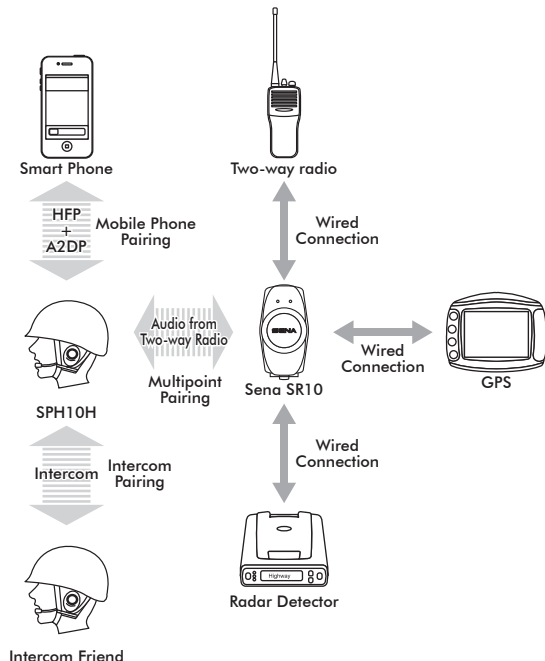 Smart Phone
Two-way radio
HFP
+
A2DP
Mobile Phone
Pairing
Wired
Connection
Audio from
Two-way Radio
Multipoint
Pairing
SENA
Sena SR10
Wired
Connection
GPS
SPH10H
Intercom
Intercom
Pairing
Wired
Connection
Highway
Radar Detector
Intercom Friend